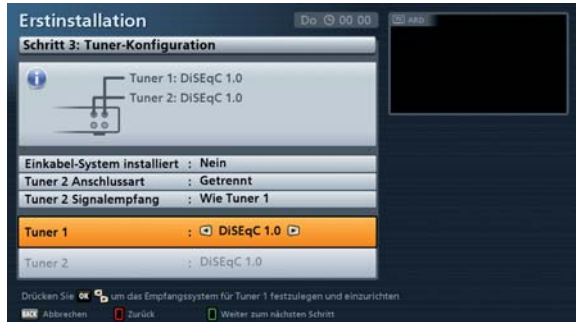 Erstinstallation
Do 00 00
ARD
Schritt 3: Tuner-Konfiguration
Tuner 1: DiSEqC 1.0
Tuner 2: DiSEqC 1.0
Einkabel-System installiert : Nein
Tuner 2 Anschlussart : Getrennt
Tuner 2 Signalempfang : Wie Tuner 1
Tuner 1 : DiSEqC 1.0
Tuner 2 : DiSEqC 1.0
Drücken Sie OK um das Empfangssystem für Tuner 1 festzulegen und einzurichten
BACK Abbrechen Zurück Weiter zum nächsten Schritt